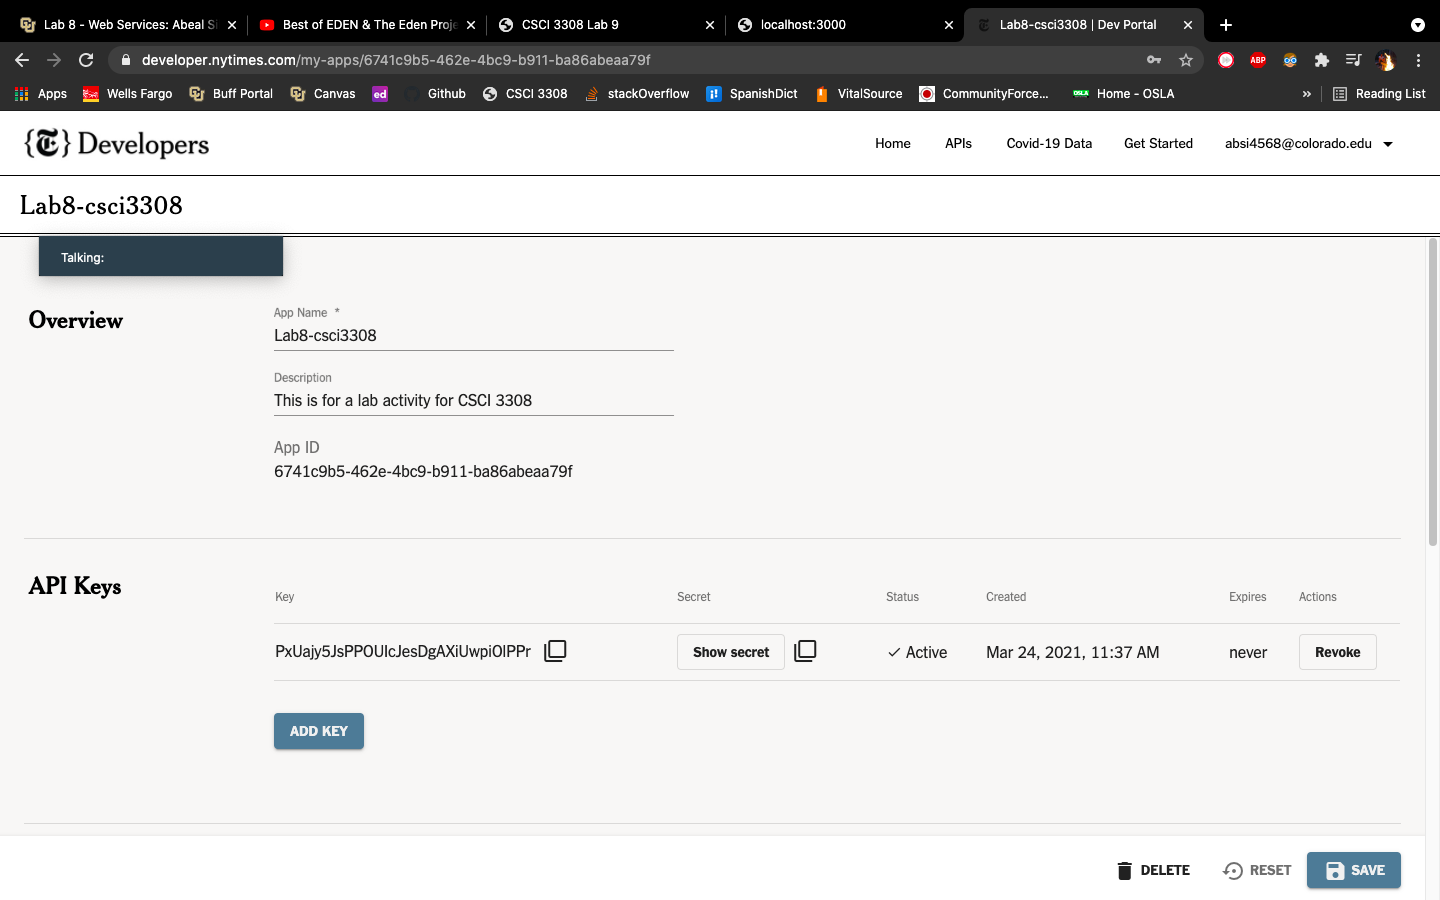 Lab 8 - Web Services: Abeal S
Best of EDEN & The Eden Proje
CSCI 3308 Lab 9
localhost:3000
Lab8-csci3308 | Dev Portal
developer.nytimes.com/my-apps/6741c9b5-462e-4bc9-b911-ba86abeaa79f
ABP
Apps
Wells Fargo
Buff Portal
Canvas
ed
Github
CSCI 3308
stackOverflow
SpanishDict
VitalSource
CommunityForce...
Home - OSLA
»
Reading List
{T} Developers
Home
APIs
Covid-19 Data
Get Started
absi4568@colorado.edu
Lab8-csci3308
Talking:
Overview
App Name *
Lab8-csci3308
Description
This is for a lab activity for CSCI 3308
App ID
6741c9b5-462e-4bc9-b911-ba86abeaa79f
API Keys
Key Secret Status Created Expires Actions
PxUajy5JsPPOUIcJesDgAXiUwpiOlPPr Show secret Active Mar 24, 2021, 11:37 AM never Revoke
ADD KEY
DELETE RESET SAVE